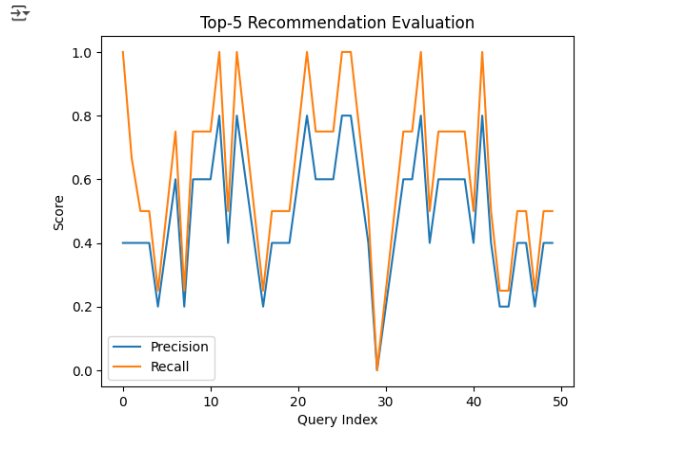 Top-5 Recommendation Evaluation
1.0
0.8
0.6
0.4
0.2
0.0
Score
Precision
Recall
0 10 20 30 40 50
Query Index